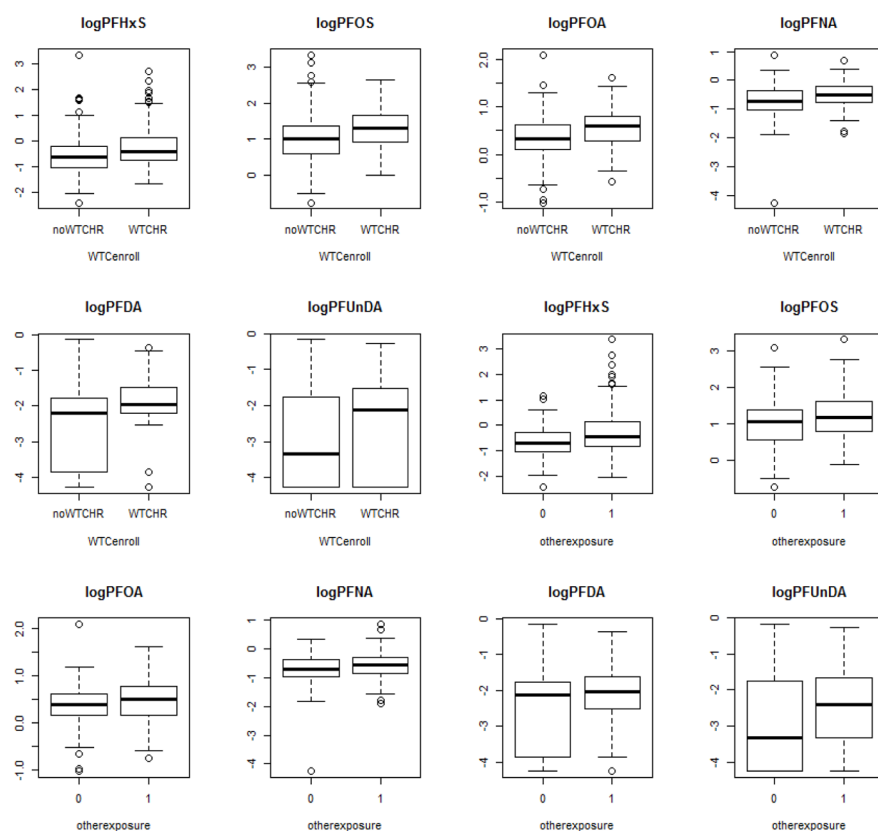 logPFHxS logPFOS logPFOA logPFNA
3 2 1 0 -1 -2
3 2 1 0
2.0 1.0 0.0 -1.0
1 0 -1 -2 -3 -4
noWTCHR WTCHR noWTCHR WTCHR noWTCHR WTCHR noWTCHR WTCHR
WTCenroll WTCenroll WTCenroll WTCenroll
logPFDA logPFUnDA logPFHxS logPFOS
0 -1 -2 -3 -4
0 -1 -2 -3 -4
3 2 1 0 -1 -2
3 2 1 0
noWTCHR WTCHR noWTCHR WTCHR 0 1 0 1
WTCenroll WTCenroll otherexposure otherexposure
logPFOA logPFNA logPFDA logPFUnDA
2.0 1.0 0.0 -1.0
1 0 -1 -2 -3 -4
0 -1 -2 -3 -4
0 -1 -2 -3 -4
0 1 0 1 0 1 0 1
otherexposure otherexposure otherexposure otherexposure